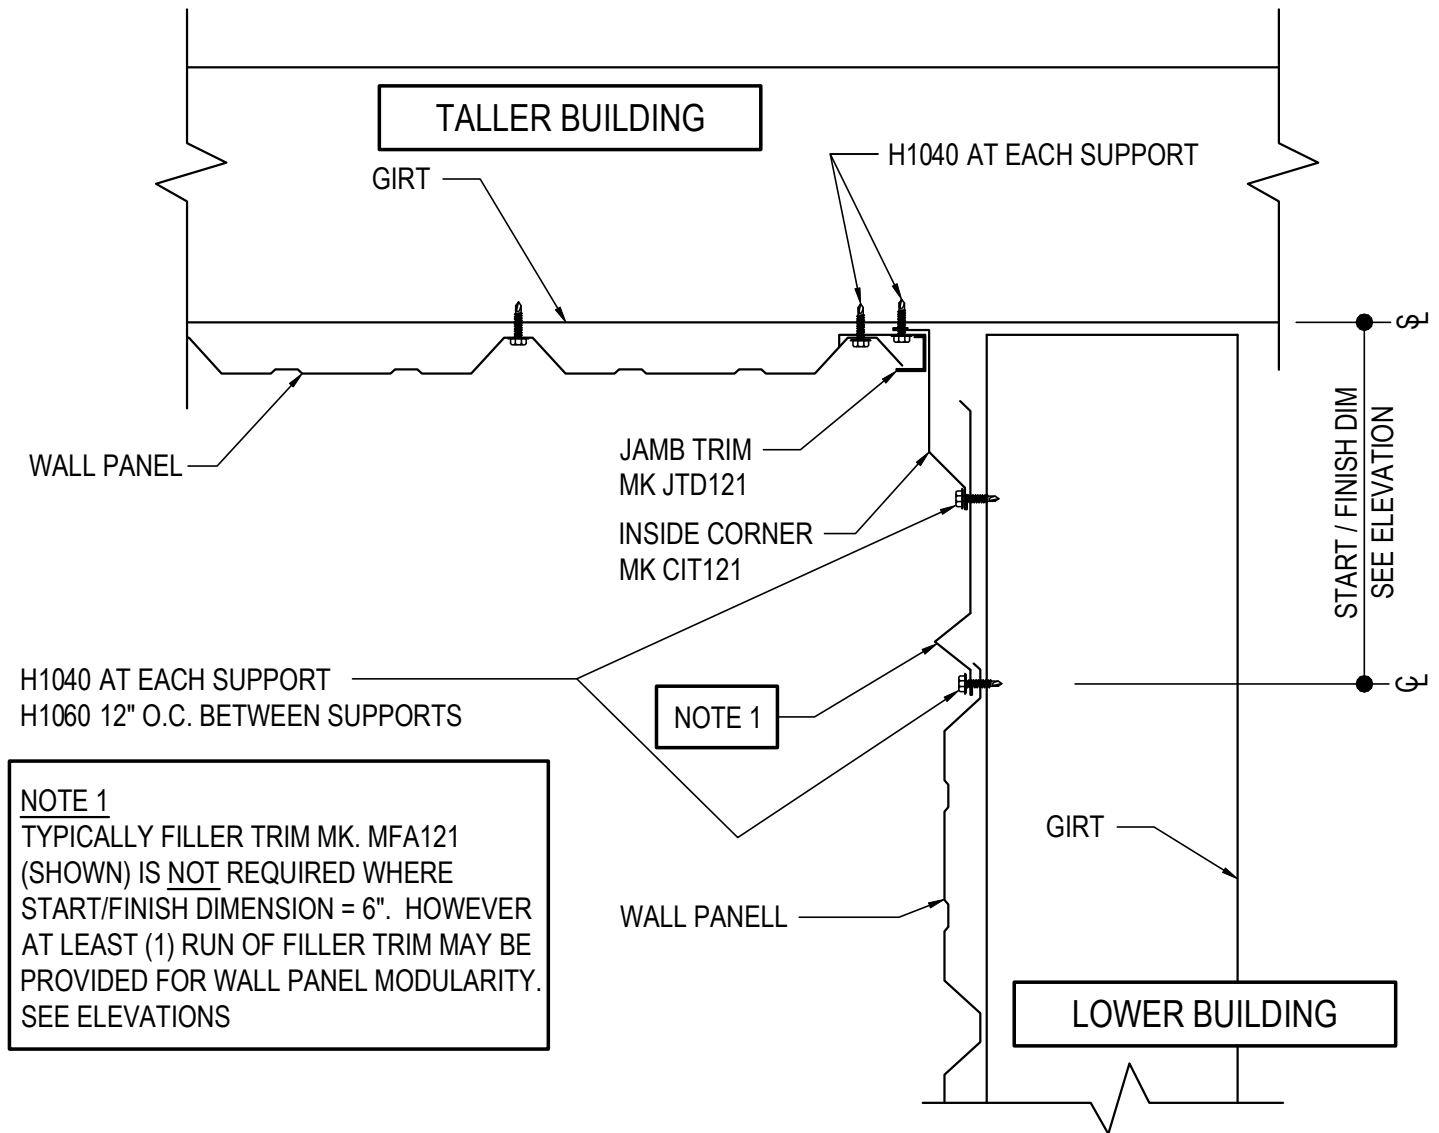 TALLER BUILDING
H1040 AT EACH SUPPORT
GIRT
WALL PANEL
JAMB TRIM
MK JTD121
INSIDE CORNER
MK CIT121
START / FINISH DIM
SEE ELEVATION
H1040 AT EACH SUPPORT
H1060 12" O.C. BETWEEN SUPPORTS
NOTE 1
NOTE 1
TYPICALLY FILLER TRIM MK. MFA121
(SHOWN) IS NOT REQUIRED WHERE
START/FINISH DIMENSION = 6". HOWEVER
AT LEAST (1) RUN OF FILLER TRIM MAY BE
PROVIDED FOR WALL PANEL MODULARITY.
SEE ELEVATIONS
GIRT
WALL PANELL
LOWER BUILDING